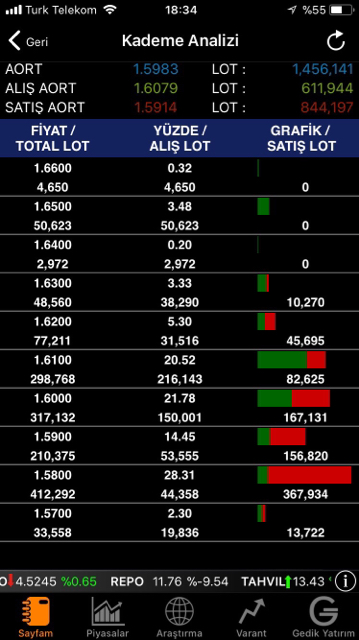 Turk Telekom 18:34 %55
Geri Kademe Analizi
AORT 1.5983 LOT : 1,456,141
ALIŞ AORT 1.6079 LOT : 611,944
SATIŞ AORT 1.5914 LOT : 844,197
FİYAT / YÜZDE / GRAFİK /
TOTAL LOT ALIŞ LOT SATIŞ LOT
1.6600 0.32
4,650 4,650 0
1.6500 3.48
50,623 50,623 0
1.6400 0.20
2,972 2,972 0
1.6300 3.33
48,560 38,290 10,270
1.6200 5.30
77,211 31,516 45,695
1.6100 20.52
298,768 216,143 82,625
1.6000 21.78
317,132 150,001 167,131
1.5900 14.45
210,375 53,555 156,820
1.5800 28.31
412,292 44,358 367,934
1.5700 2.30
33,558 19,836 13,722
O 4.5245 %0.65 REPO 11.76 %-9.54 TAHVIL 13.43
Sayfam Piyasalar Araştırma Varant Gedik Yatırım